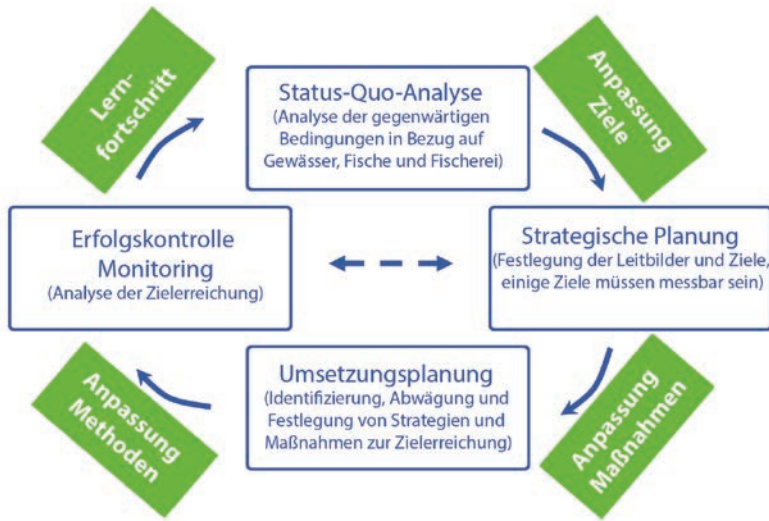 Lern-
fortschritt
Status-Quo-Analyse
(Analyse der gegenwärtigen
Bedingungen in Bezug auf
Gewässer, Fische und Fischerei)
Anpassung
Ziele
Erfolgskontrolle
Monitoring
(Analyse der Zielerreichung)
Strategische Planung
(Festlegung der Leitbilder und Ziele,
einige Ziele müssen messbar sein)
Anpassung
Methoden
Umsetzungsplanung
(Identifizierung, Abwägung und
Festlegung von Strategien und
Maßnahmen zur Zielerreichung)
Anpassung
Maßnahmen